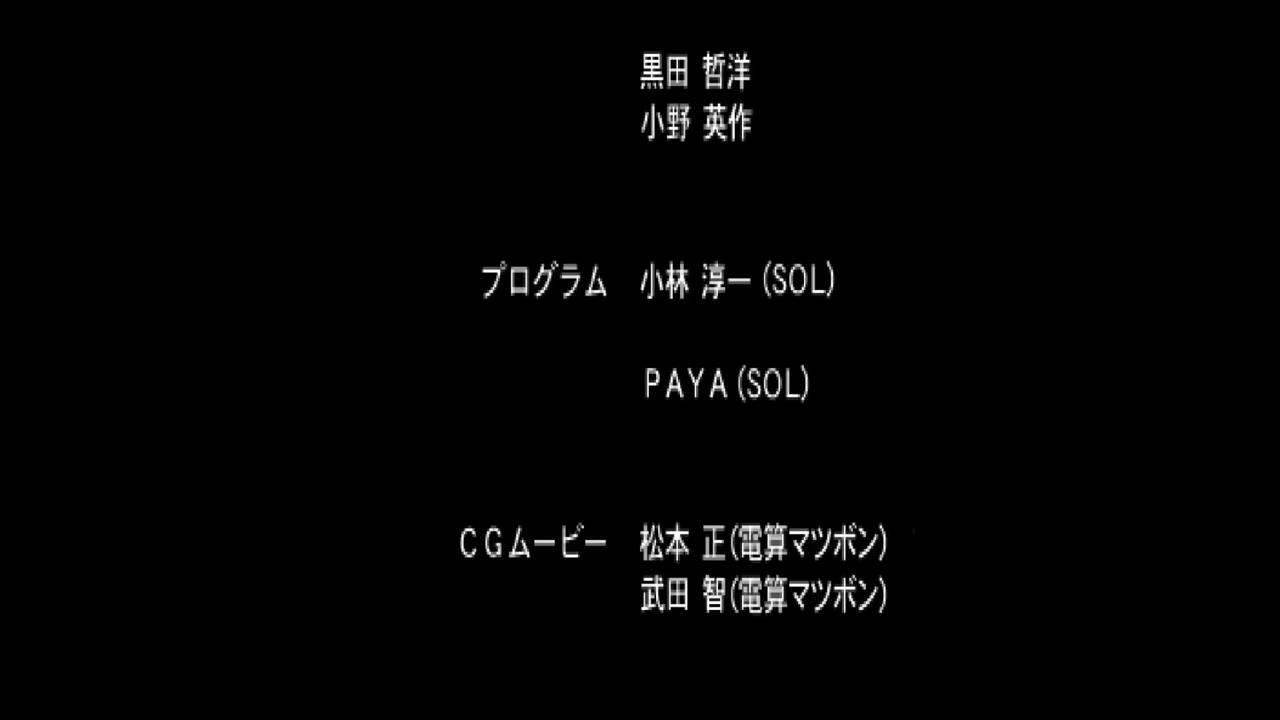 黒田 哲洋
小野 英作
プログラム 小林 淳一(SOL)
PAYA(SOL)
CGムービー 松本 正(電算マツボン)
武田 智(電算マツボン)